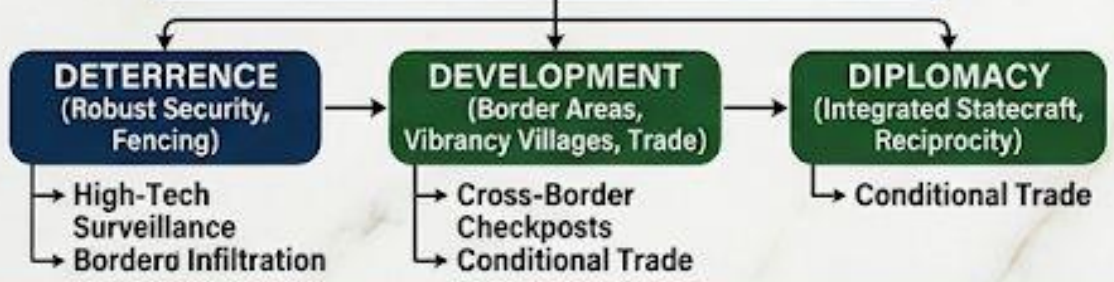 DETERRENCE
(Robust Security,
Fencing)
High-Tech
Surveillance
Borderd Infiltration
DEVELOPMENT
(Border Areas,
Vibrancy Villages, Trade)
Cross-Border
Checkposts
Conditional Trade
DIPLOMACY
(Integrated Statecraft,
Reciprocity)
Conditional Trade